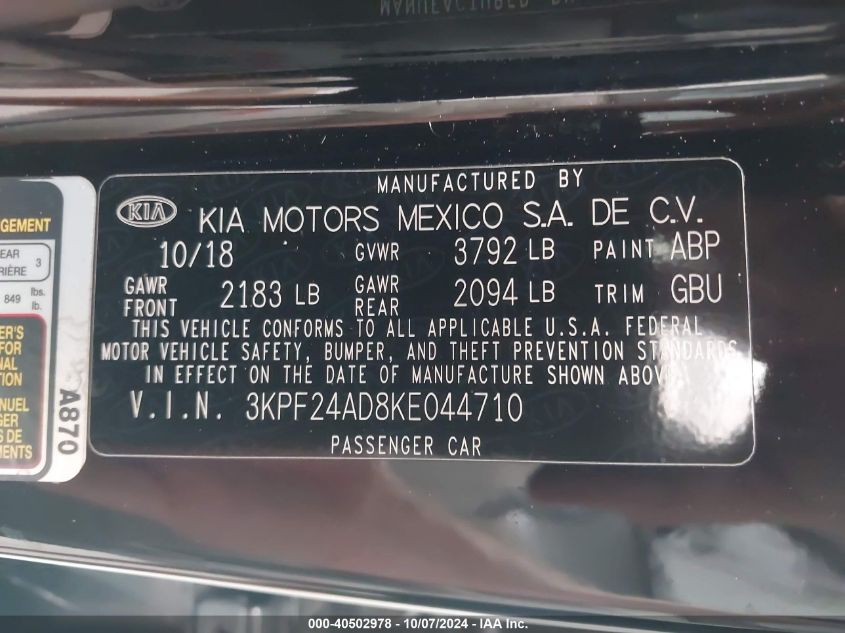 MANUFACTURED BY
KIA KIA MOTORS MEXICO S.A. DE C.V.
10/18 GVWR 3792 LB PAINT ABP
GAWR FRONT 2183 LB GAWR REAR 2094 LB TRIM GBU
THIS VEHICLE CONFORMS TO ALL APPLICABLE U.S.A. FEDERAL
MOTOR VEHICLE SAFETY, BUMPER, AND THEFT PREVENTION STANDARDS
IN EFFECT ON THE DATE OF MANUFACTURE SHOWN ABOVE.
V.I.N. 3KPF24AD8KE044710
PASSENGER CAR
GEMENT
EAR
RIÈRE 3
849 lbs.
lb.
ER'S
FOR
NAL
TION
ANUEL
GER
S DE
MENTS
A870
000-40502978 - 10/07/2024 - IAA Inc.